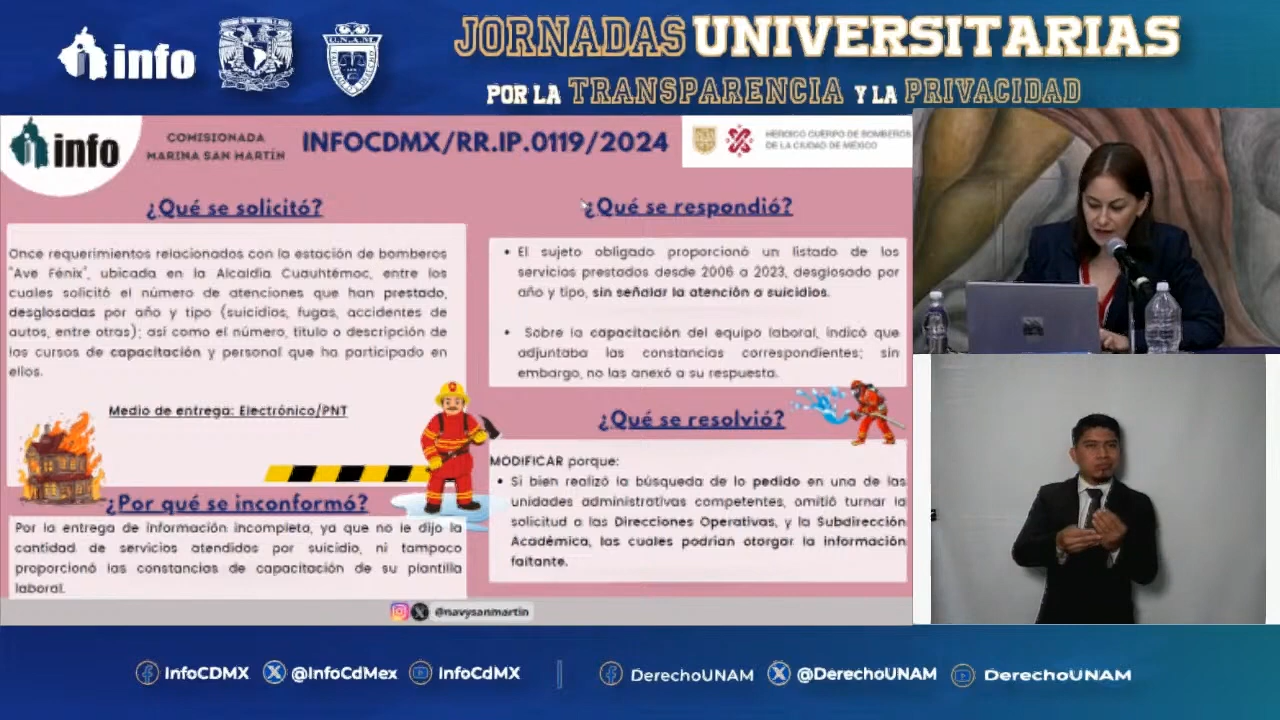 info
U.N.A.M.
JORNADAS UNIVERSITARIAS
POR LA TRANSPARENCIA Y LA PRIVACIDAD
info
COMISIONADA
MARINA SAN MARTÍN
INFOCDMX/RR.IP.0119/2024
HEROICO CUERPO DE BOMBEROS
DE LA CIUDAD DE MÉXICO
¿Qué se solicitó?
Once requerimientos relacionados con la estación de bomberos
"Ave Fénix", ubicada en la Alcaldía Cuauhtémoc, entre los
cuales solicitó el número de atenciones que han prestado,
desglosadas por año y tipo (suicidios, fugas, accidentes de
autos, entre otras); así como el número, título o descripción de
los cursos de capacitación y personal que ha participado en
ellos.
Medio de entrega: Electrónico/PNT
¿Por qué se inconformó?
Por la entrega de información incompleta, ya que no le dijo la
cantidad de servicios atendidos por suicidio, ni tampoco
proporcionó las constancias de capacitación de su plantilla
laboral.
¿Qué se respondió?
• El sujeto obligado proporcionó un listado de los
servicios prestados desde 2006 a 2023, desglosado por
año y tipo, sin señalar la atención a suicidios.
• Sobre la capacitación del equipo laboral, indicó que
adjuntaba las constancias correspondientes; sin
embargo, no las anexó a su respuesta.
¿Qué se resolvió?
MODIFICAR porque:
• Si bien realizó la búsqueda de lo pedido en una de las
unidades administrativas competentes, omitió turnar la
solicitud a las Direcciones Operativas, y la Subdirección
Académica, las cuales podrían otorgar la información
faltante.
@navysanmartin
InfoCDMX @InfoCdMex InfoCdMX DerechoUNAM @DerechoUNAM DerechoUNAM